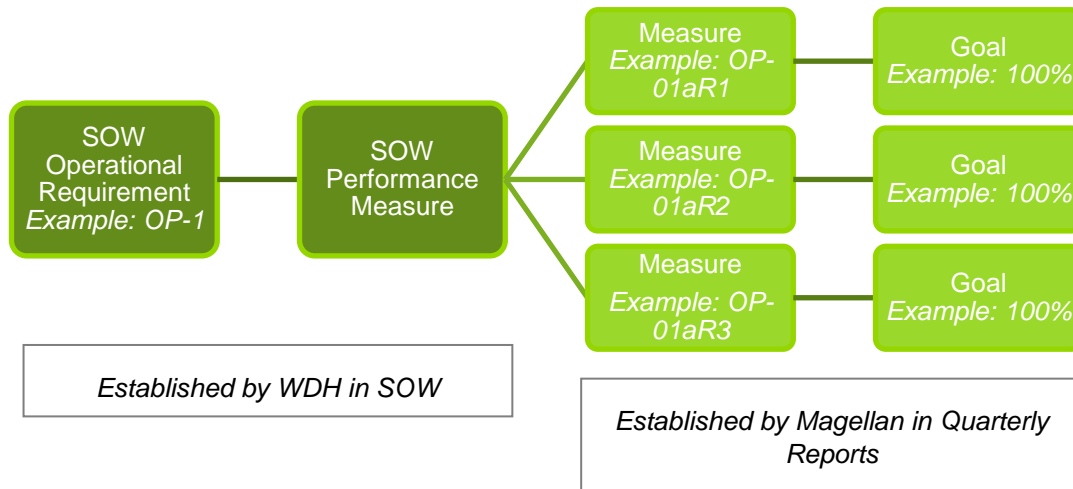 SOW
Operational
Requirement
Example: OP-1
SOW
Performance
Measure
Measure
Example: OP-
01aR1
Goal
Example: 100%
Measure
Example: OP-
01aR2
Goal
Example: 100%
Measure
Example: OP-
01aR3
Goal
Example: 100%
Established by WDH in SOW
Established by Magellan in Quarterly
Reports